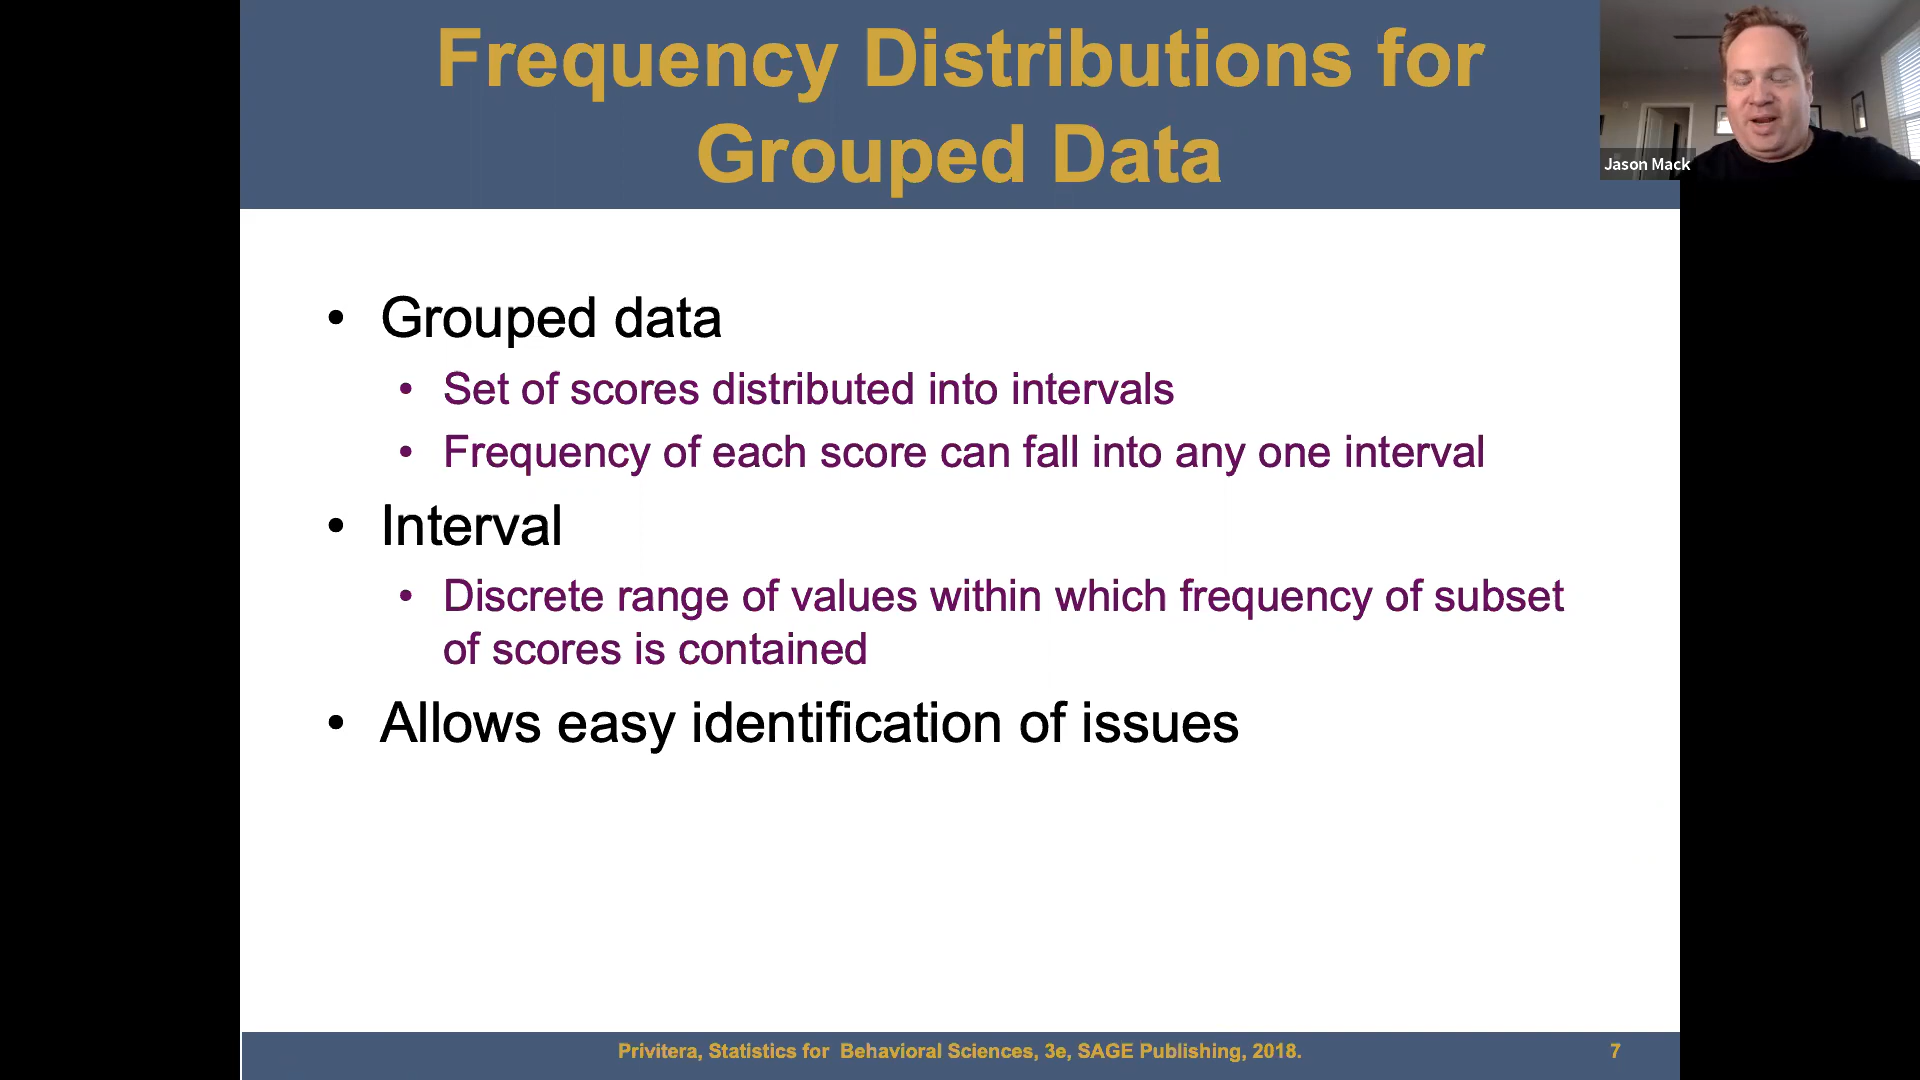 Frequency Distributions for
Grouped Data
Jason Mack
• Grouped data
• Set of scores distributed into intervals
• Frequency of each score can fall into any one interval
• Interval
• Discrete range of values within which frequency of subset
of scores is contained
• Allows easy identification of issues
Privitera, Statistics for Behavioral Sciences, 3e, SAGE Publishing, 2018.
7